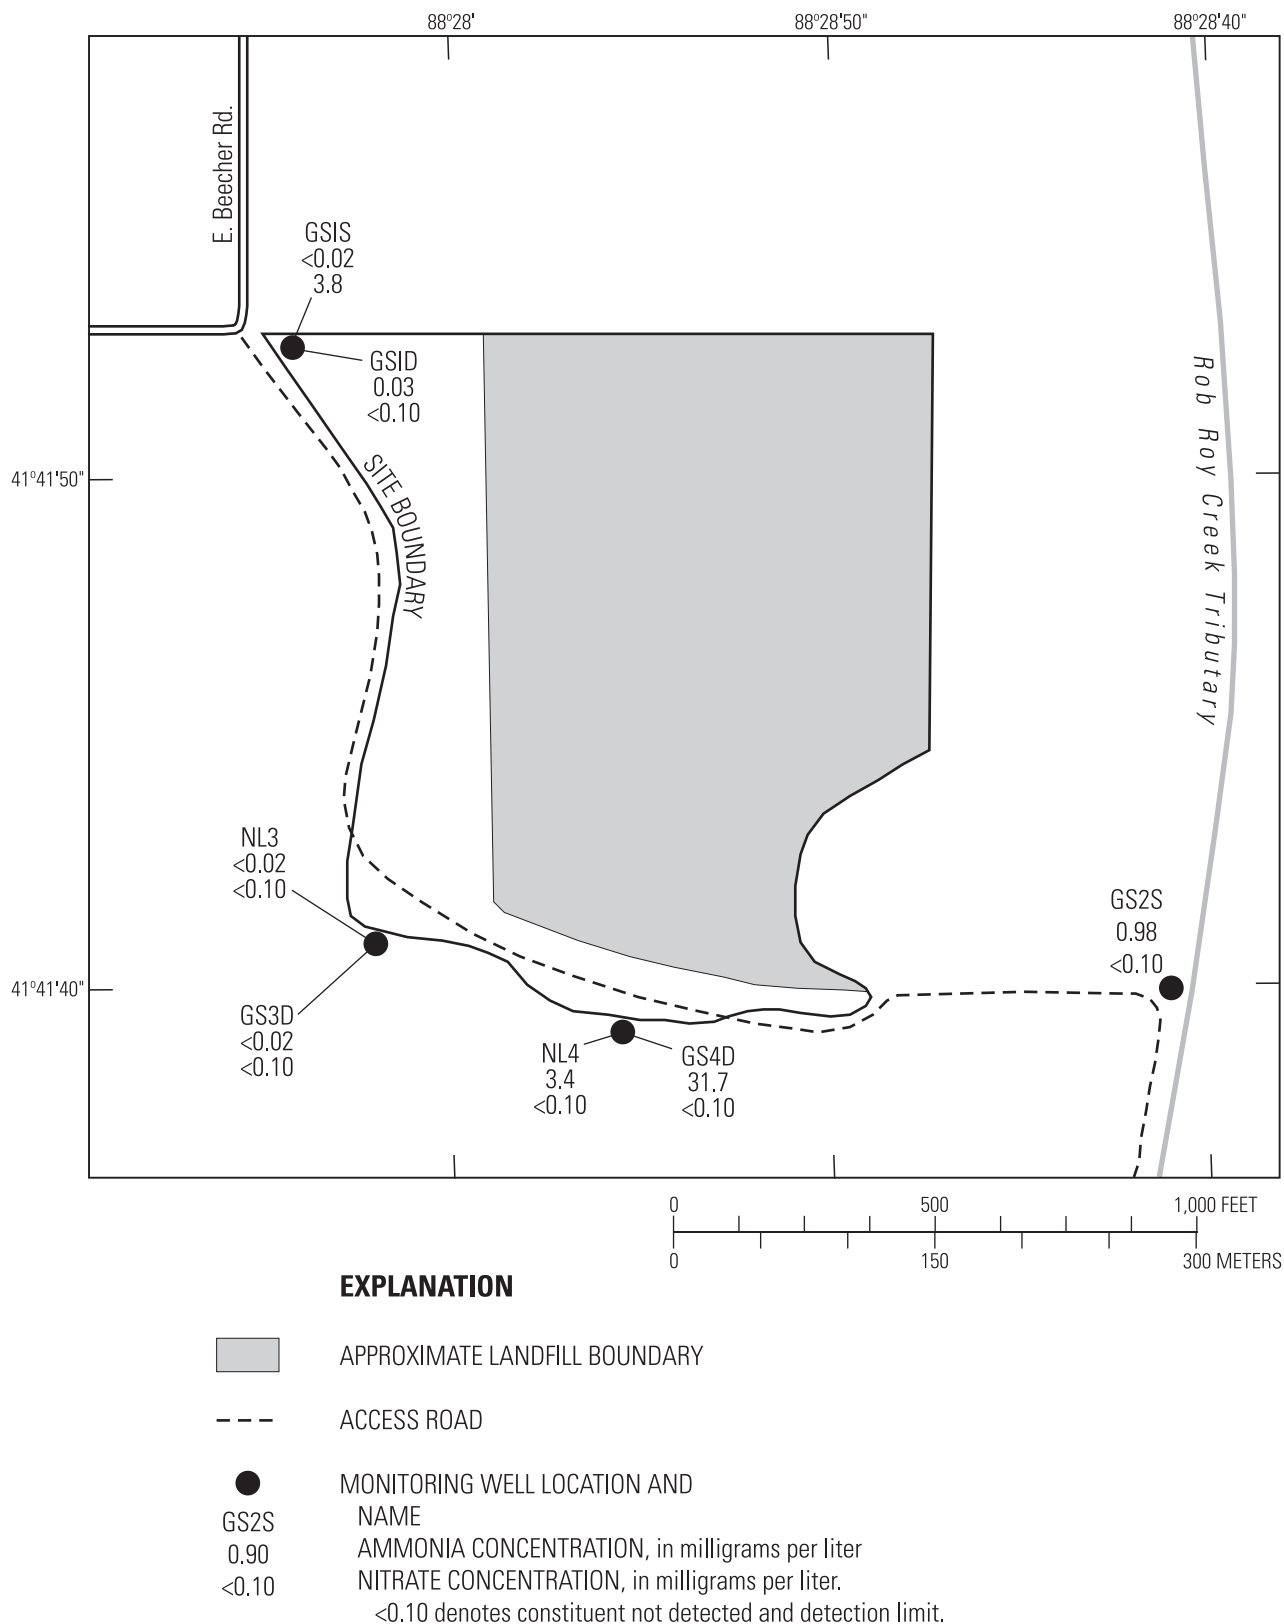 88°28'
88°28'50"
88°28'40"
E. Beecher Rd.
GSIS
<0.02
3.8
GSID
0.03
<0.10
Rob Roy Creek Tributary
SITE BOUNDARY
41°41'50"
NL3
<0.02
<0.10
GS2S
0.98
<0.10
41°41'40"
GS3D
<0.02
<0.10
NL4
3.4
<0.10
GS4D
31.7
<0.10
0 500 1,000 FEET
0 150 300 METERS
EXPLANATION
APPROXIMATE LANDFILL BOUNDARY
ACCESS ROAD
MONITORING WELL LOCATION AND
GS2S NAME
0.90 AMMONIA CONCENTRATION, in milligrams per liter
<0.10 NITRATE CONCENTRATION, in milligrams per liter.
<0.10 denotes constituent not detected and detection limit.